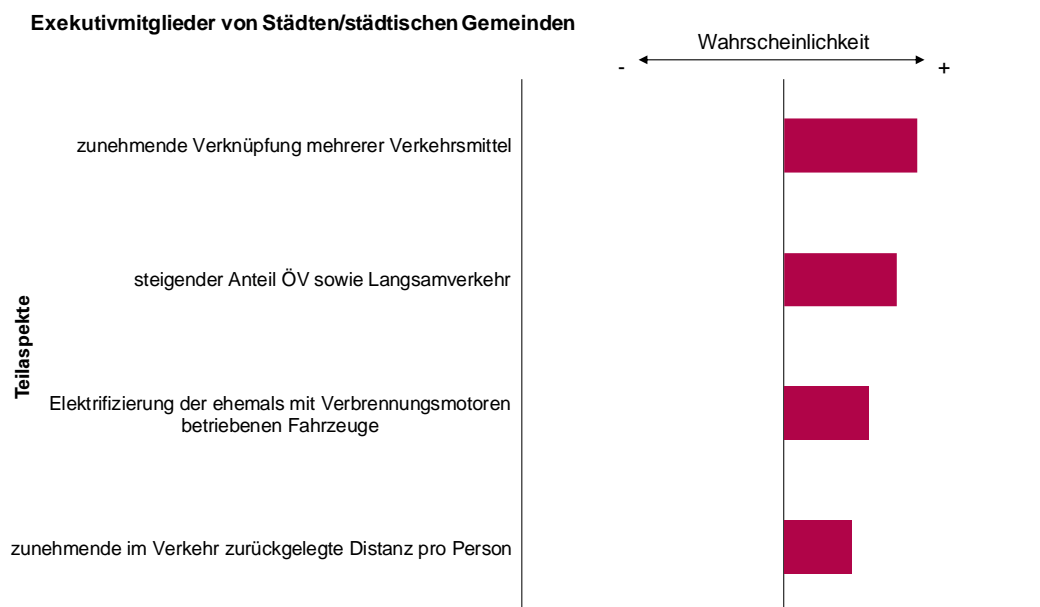 Exekutivmitglieder von Städten/städtischen Gemeinden
Wahrscheinlichkeit
- +
zunehmende Verknüpfung mehrerer Verkehrsmittel
steigender Anteil ÖV sowie Langsamverkehr
Teilaspekte
Elektrifizierung der ehemals mit Verbrennungsmotoren
betriebenen Fahrzeuge
zunehmende im Verkehr zurückgelegte Distanz pro Person